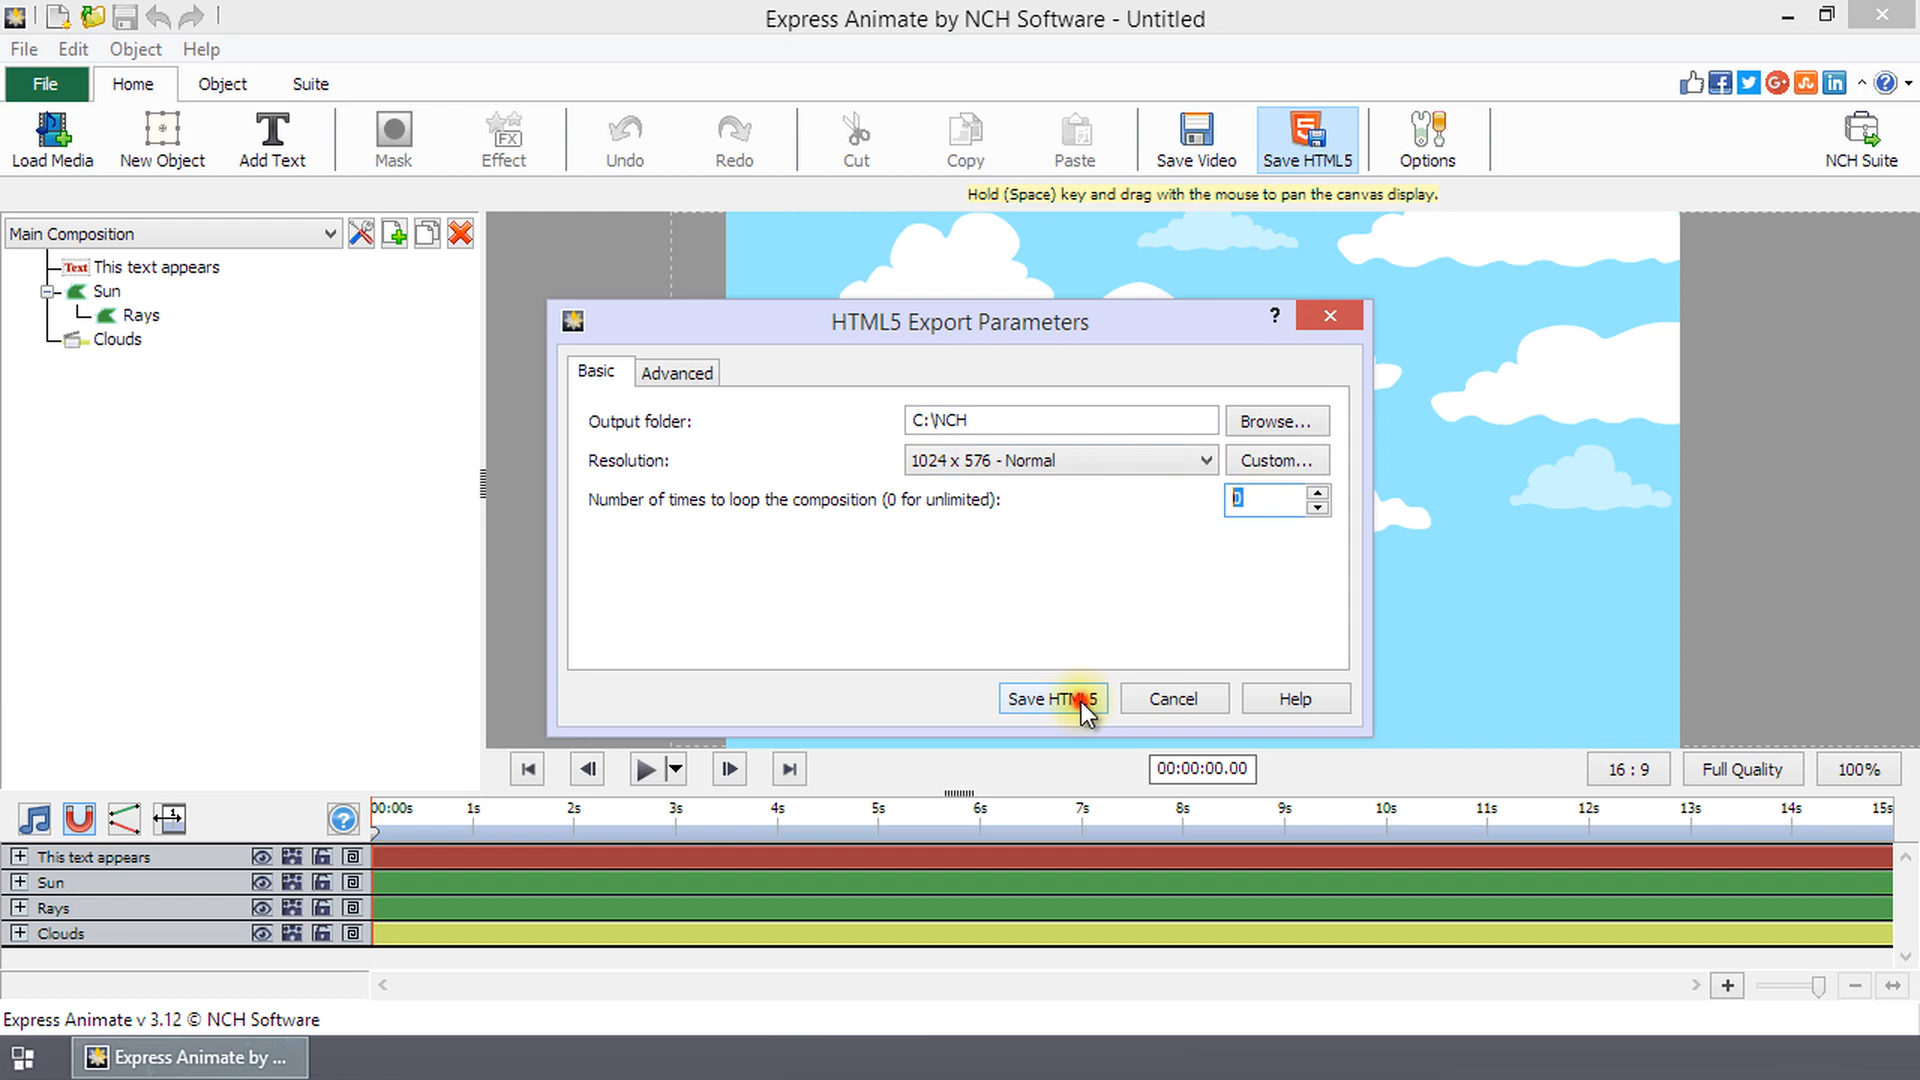 Express Animate by NCH Software - Untitled
File Edit Object Help
File Home Object Suite
Load Media New Object Add Text Mask Effect Undo Redo Cut Copy Paste Save Video Save HTML5 Options NCH Suite
Hold (Space) key and drag with the mouse to pan the canvas display.
Main Composition
Text This text appears
Sun
Rays
Clouds
HTML5 Export Parameters
Basic Advanced
Output folder: C:\NCH Browse...
Resolution: 1024 x 576 - Normal Custom...
Number of times to loop the composition (0 for unlimited): 0
Save HTML5 Cancel Help
00:00:00.00 16 : 9 Full Quality 100%
00:00s 1s 2s 3s 4s 5s 6s 7s 8s 9s 10s 11s 12s 13s 14s 15s
This text appears
Sun
Rays
Clouds
Express Animate v 3.12 © NCH Software
Express Animate by ...